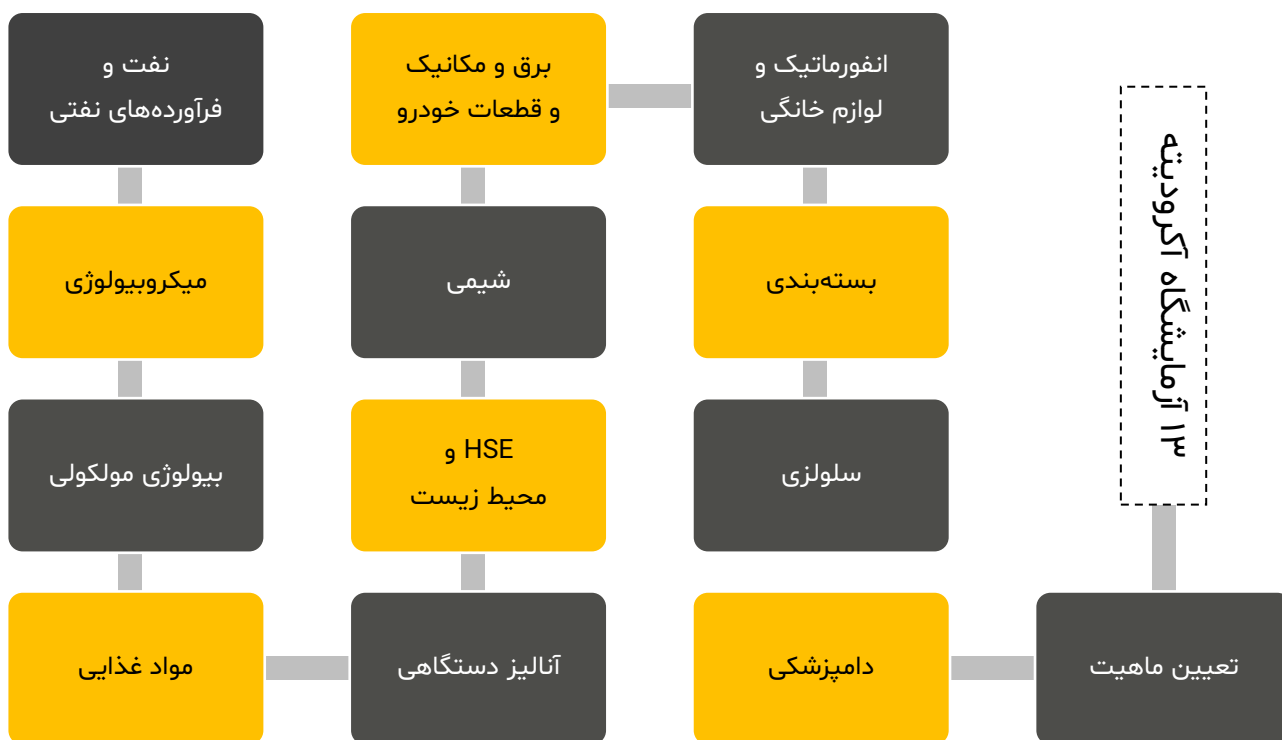 ۱۳ آزمایشگاه آکرودیته
انفورماتیک و
لوازم خانگی
برق و مکانیک
و قطعات خودرو
نفت و
فرآورده‌های نفتی
بسته‌بندی
شیمی
میکروبیولوژی
سلولزی
HSE و
محیط زیست
بیولوژی مولکولی
تعیین ماهیت
دامپزشکی
آنالیز دستگاهی
مواد غذایی